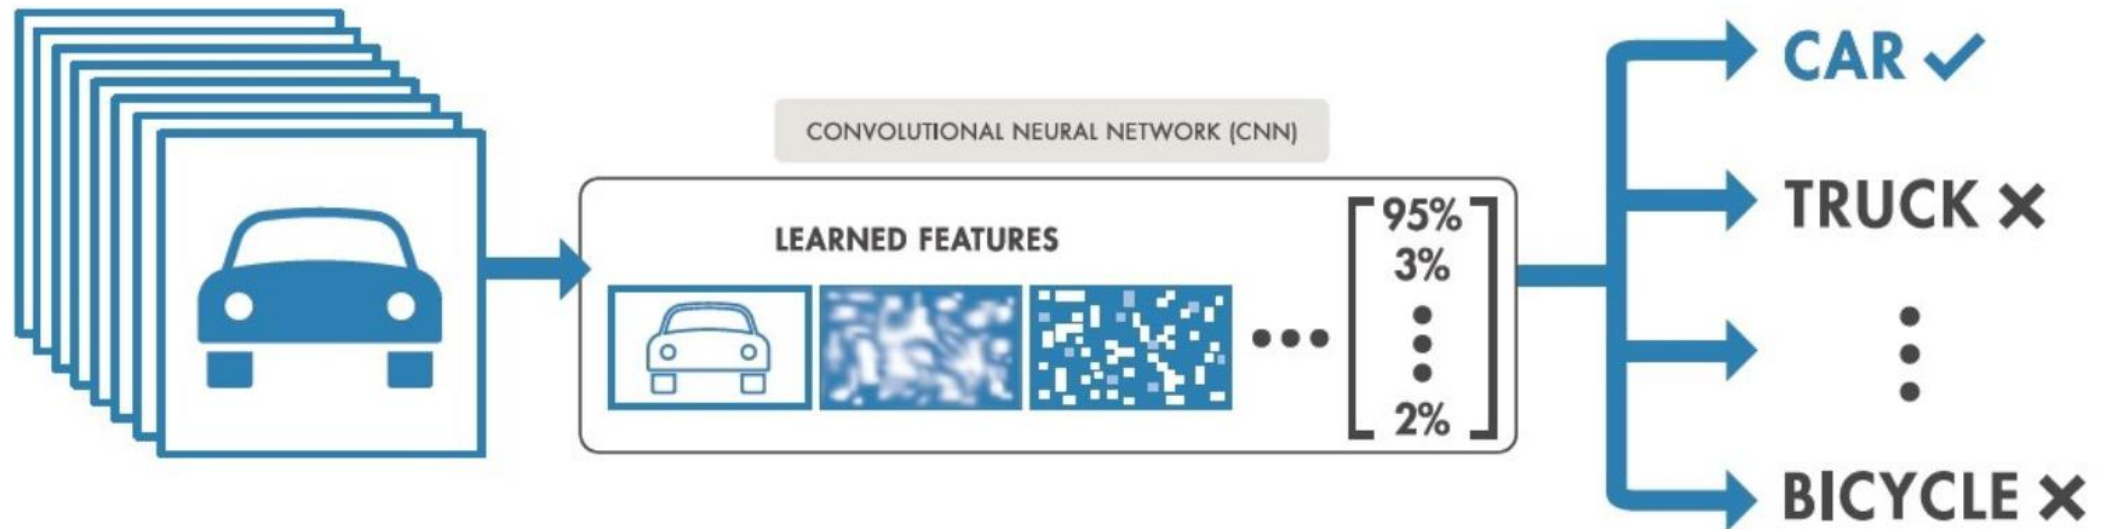 CONVOLUTIONAL NEURAL NETWORK (CNN)
LEARNED FEATURES
95%
3%
2%
CAR
TRUCK
BICYCLE